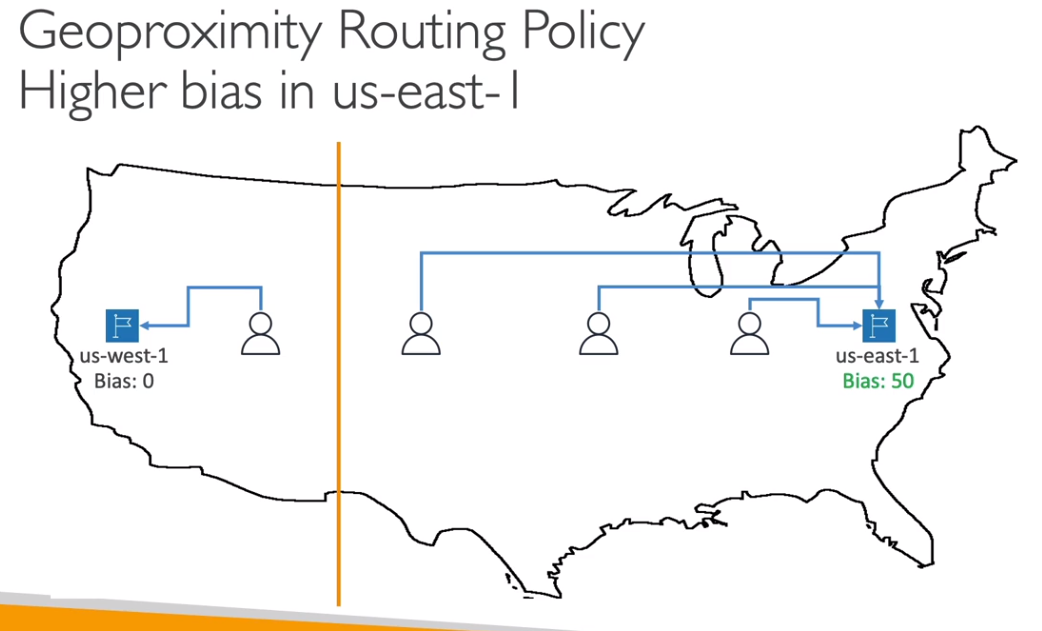 Geoproximity Routing Policy
Higher bias in us-east-1
us-west-1
Bias: 0
us-east-1
Bias: 50